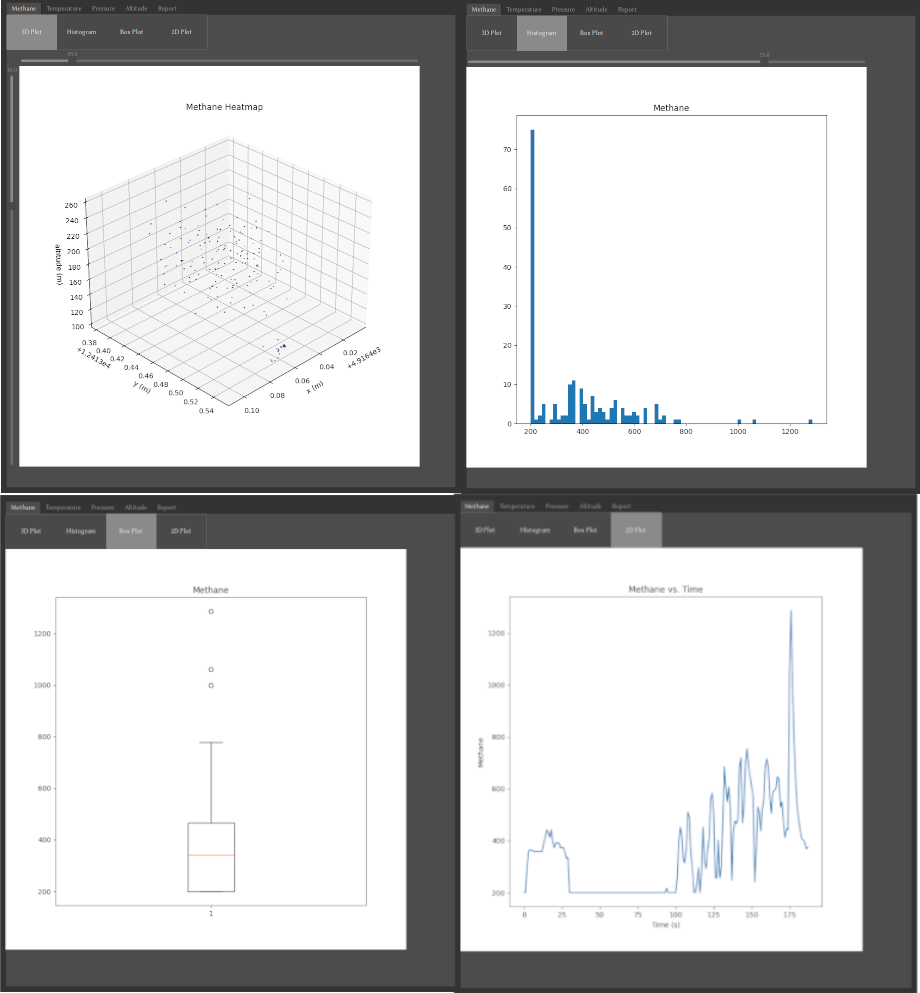 Methane Temperature Pressure Altitude Report
3D Plot Histogram Box Plot 2D Plot
45.0
Methane Heatmap
260
240
220
200
180
160
140
120
100
altitude (m)
0.38
0.40
0.42
0.44
0.46
0.48
0.50
0.52
0.54
+1.2413e4
y (m)
0.02
0.04
0.06
0.08
0.10
+4.9164e3
x (m)
Methane Temperature Pressure Altitude Report
3D Plot Histogram Box Plot 2D Plot
75.0
Methane
70
60
50
40
30
20
10
0
200 400 600 800 1000 1200
Methane Temperature Pressure Altitude Report
3D Plot Histogram Box Plot 2D Plot
Methane
1200
1000
800
600
400
200
1
Methane Temperature Pressure Altitude Report
3D Plot Histogram Box Plot 2D Plot
Methane vs. Time
1200
1000
800
600
400
200
Methane
0 25 50 75 100 125 150 175
Time (s)